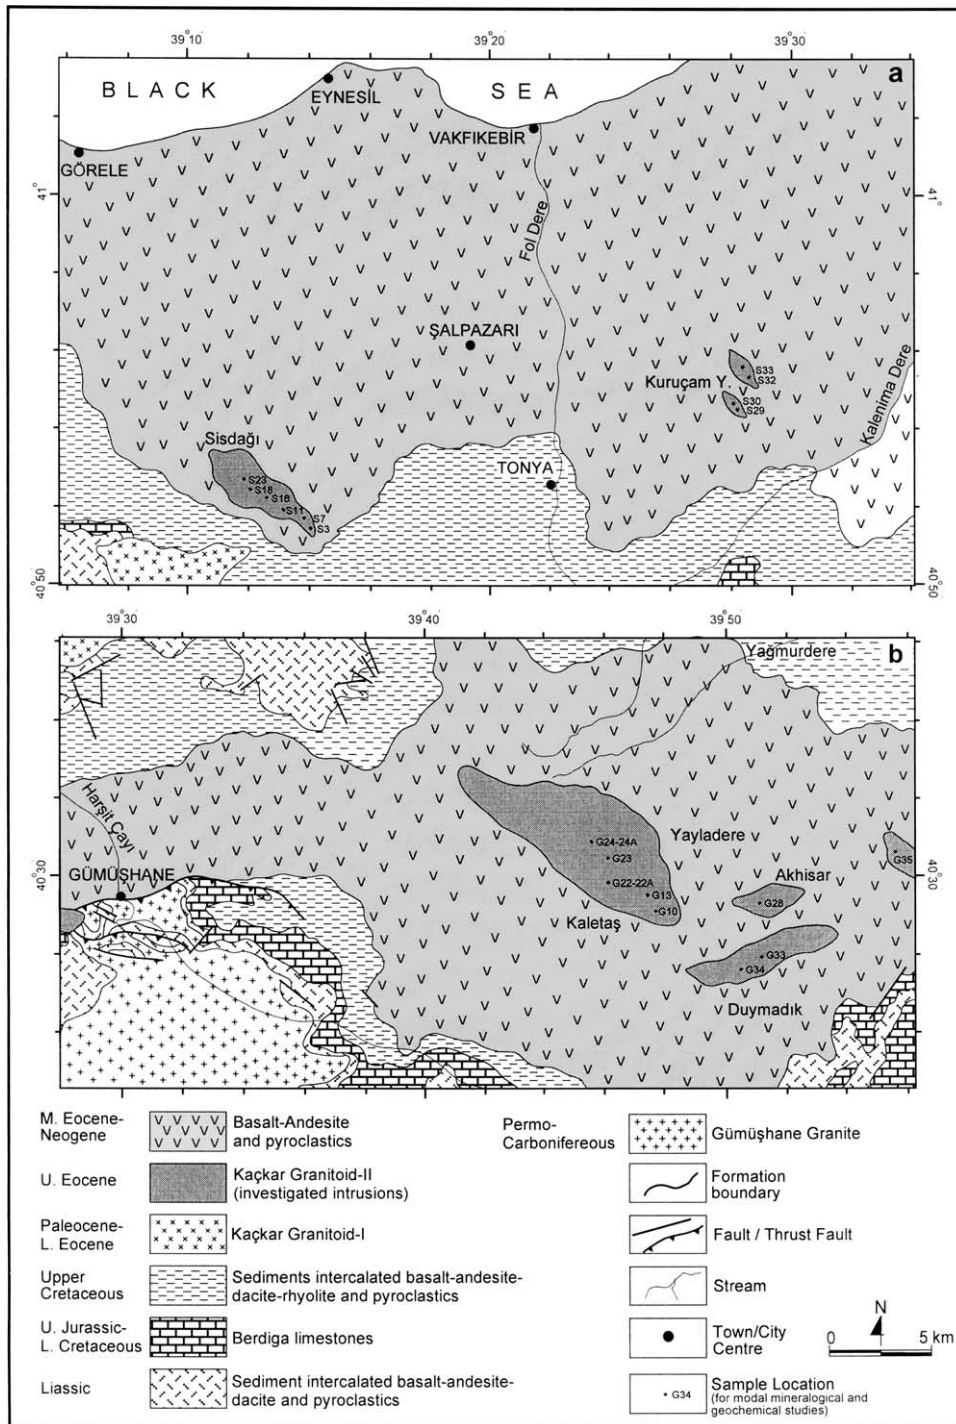 39°10'
39°20'
39°30'
a
BLACK SEA
EYNESİL
VAKFIKEBİR
GÖRELE
41°
41°
Fol Dere
ŞALPAZARI
S33
S32
Kuruçam Y.
S30
S29
Kalenima Dere
Sisdağı
TONYA
S23
S18
S16
S11
S7
S3
40°50'
40°50'
39°30'
39°40'
39°50'
b
Yağmurdere
Harşit Çayı
G24-24A
Yayladere
G23
G35
40°30'
40°30'
GÜMÜŞHANE
Akhisar
G22-22A
G13
G28
G10
Kaletaş
G33
G34
Duymadık
M. Eocene-
Neogene
Basalt-Andesite
and pyroclastics
U. Eocene
Kaçkar Granitoid-II
(investigated intrusions)
Paleocene-
L. Eocene
Kaçkar Granitoid-I
Upper
Cretaceous
Sediments intercalated basalt-andesite-
dacite-rhyolite and pyroclastics
U. Jurassic-
L. Cretaceous
Berdiga limestones
Liassic
Sediment intercalated basalt-andesite-
dacite and pyroclastics
Permo-
Carbonifereous
Gümüşhane Granite
Formation
boundary
Fault / Thrust Fault
Stream
Town/City
Centre
N
0 5 km
G34
Sample Location
(for modal mineralogical and
geochemical studies)